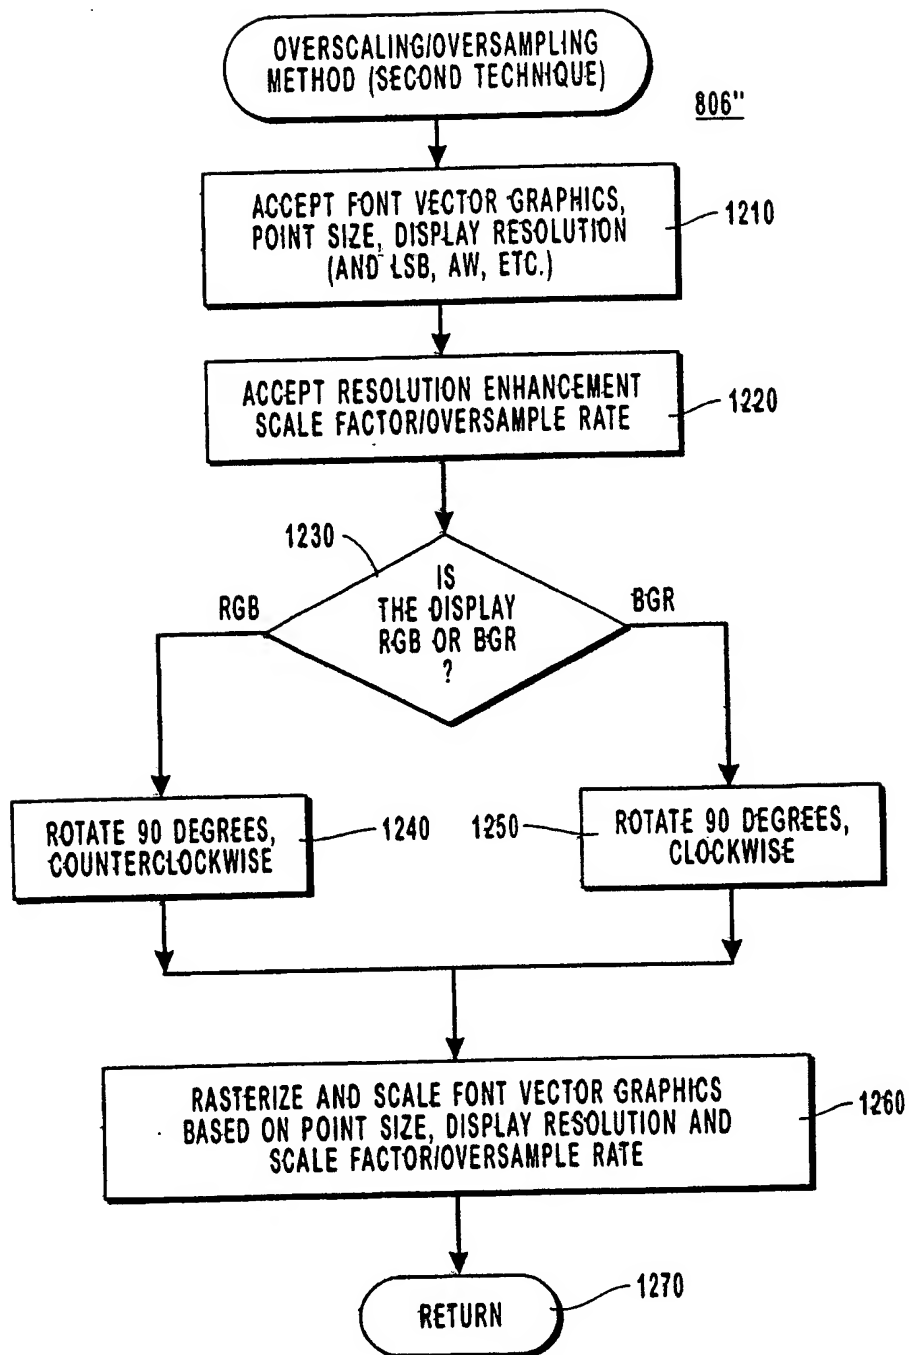 OVERSCALING/OVERSAMPLING
METHOD (SECOND TECHNIQUE)
806"
ACCEPT FONT VECTOR GRAPHICS,
POINT SIZE, DISPLAY RESOLUTION
(AND LSB, AW, ETC.)
1210
ACCEPT RESOLUTION ENHANCEMENT
SCALE FACTOR/OVERSAMPLE RATE
1220
1230
IS
THE DISPLAY
RGB OR BGR
?
RGB
BGR
ROTATE 90 DEGREES,
COUNTERCLOCKWISE
1240
1250
ROTATE 90 DEGREES,
CLOCKWISE
RASTERIZE AND SCALE FONT VECTOR GRAPHICS
BASED ON POINT SIZE, DISPLAY RESOLUTION AND
SCALE FACTOR/OVERSAMPLE RATE
1260
RETURN
1270